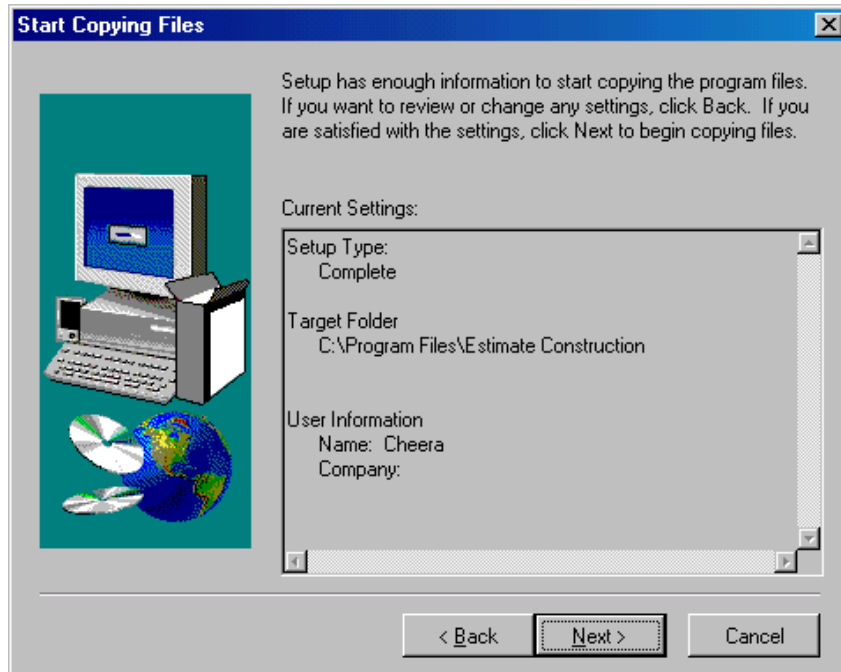 Start Copying Files
Setup has enough information to start copying the program files.
If you want to review or change any settings, click Back.  If you
are satisfied with the settings, click Next to begin copying files.
Current Settings:
Setup Type:
Complete
Target Folder
C:\Program Files\Estimate Construction
User Information
Name:  Cheera
Company:
< Back
Next >
Cancel